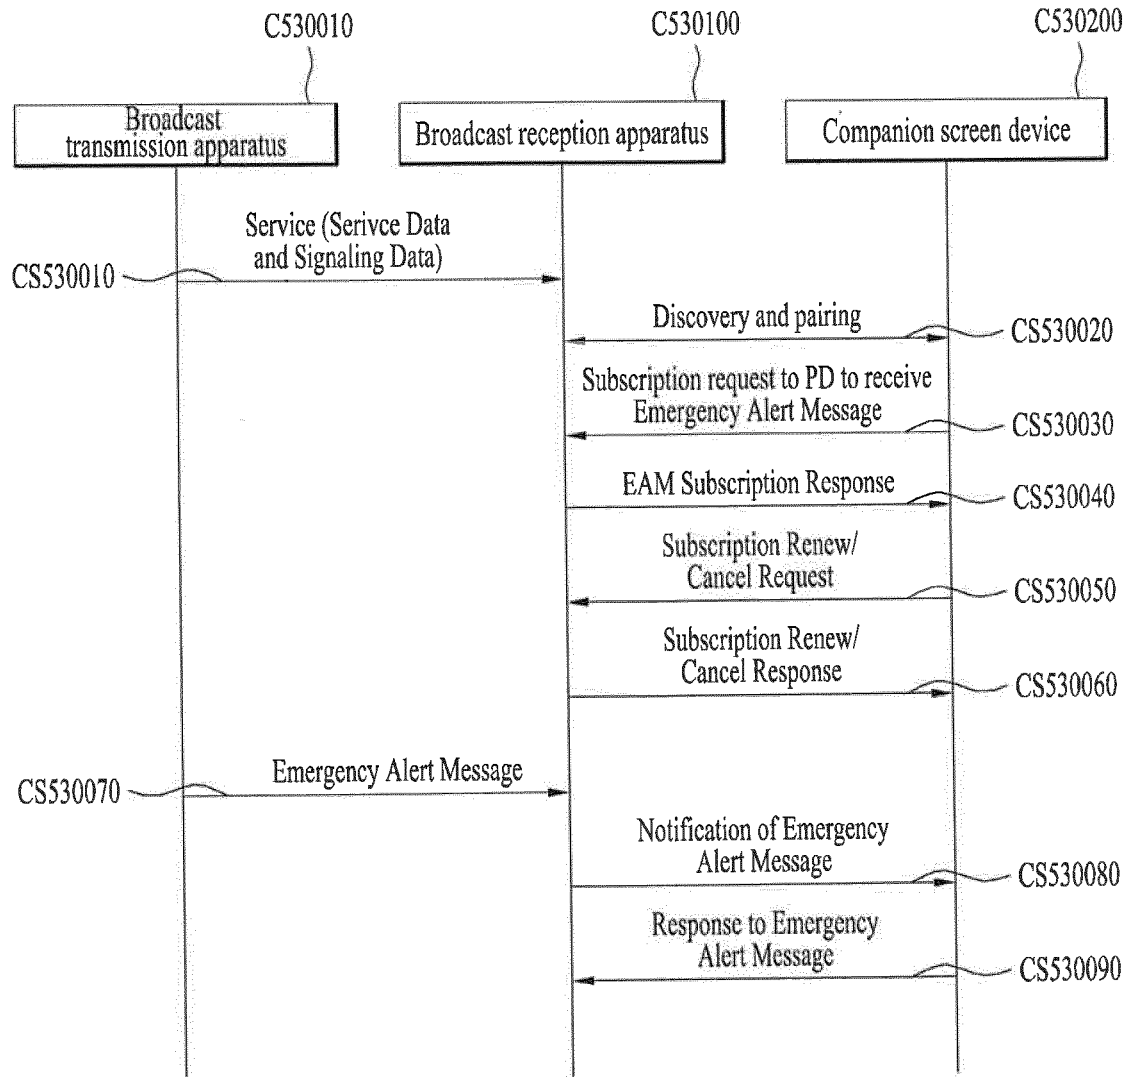 C530010
C530100
C530200
Broadcast
transmission apparatus
Broadcast reception apparatus
Companion screen device
Service (Serivce Data
and Signaling Data)
CS530010
Discovery and pairing
CS530020
Subscription request to PD to receive
Emergency Alert Message
CS530030
EAM Subscription Response
CS530040
Subscription Renew/
Cancel Request
CS530050
Subscription Renew/
Cancel Response
CS530060
Emergency Alert Message
CS530070
Notification of Emergency
Alert Message
CS530080
Response to Emergency
Alert Message
CS530090